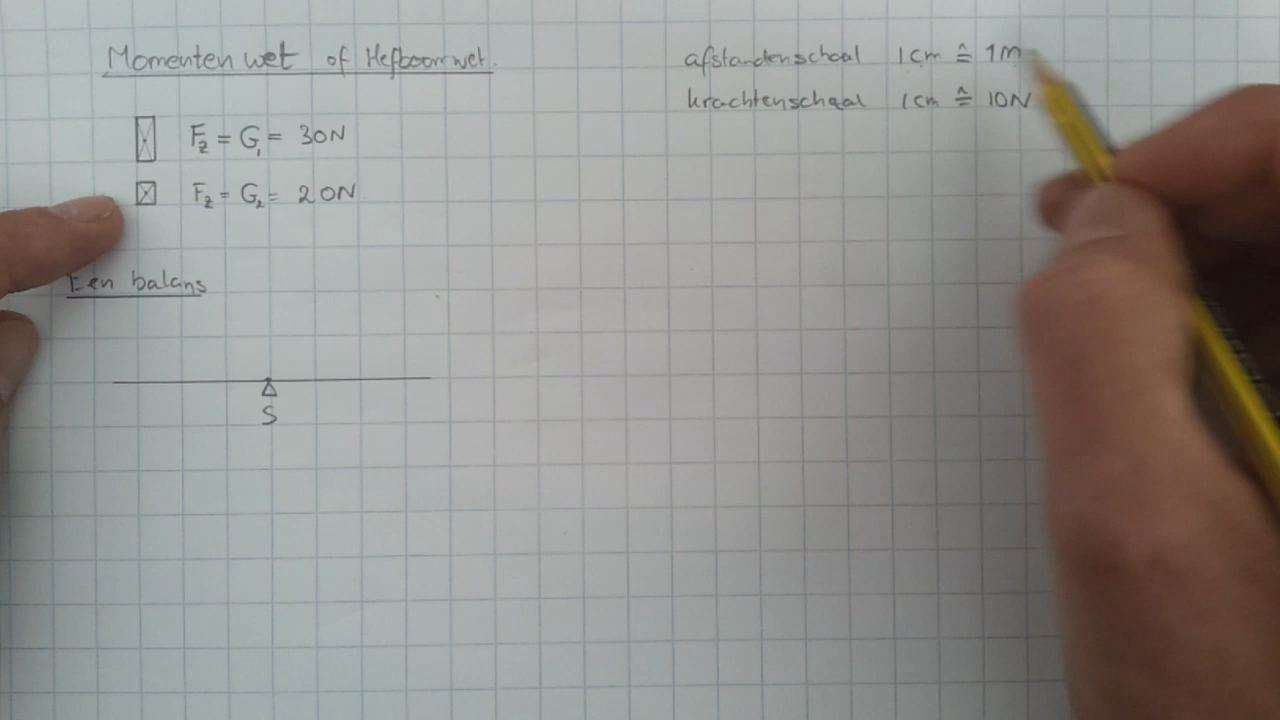 Momentenwet of Hefboomwet.
afstandenschaal 1cm ≙ 1m
krachtenschaal 1cm ≙ 10N
Fz = G₁ = 30N
Fz = G₂ = 20N
Een balans
S